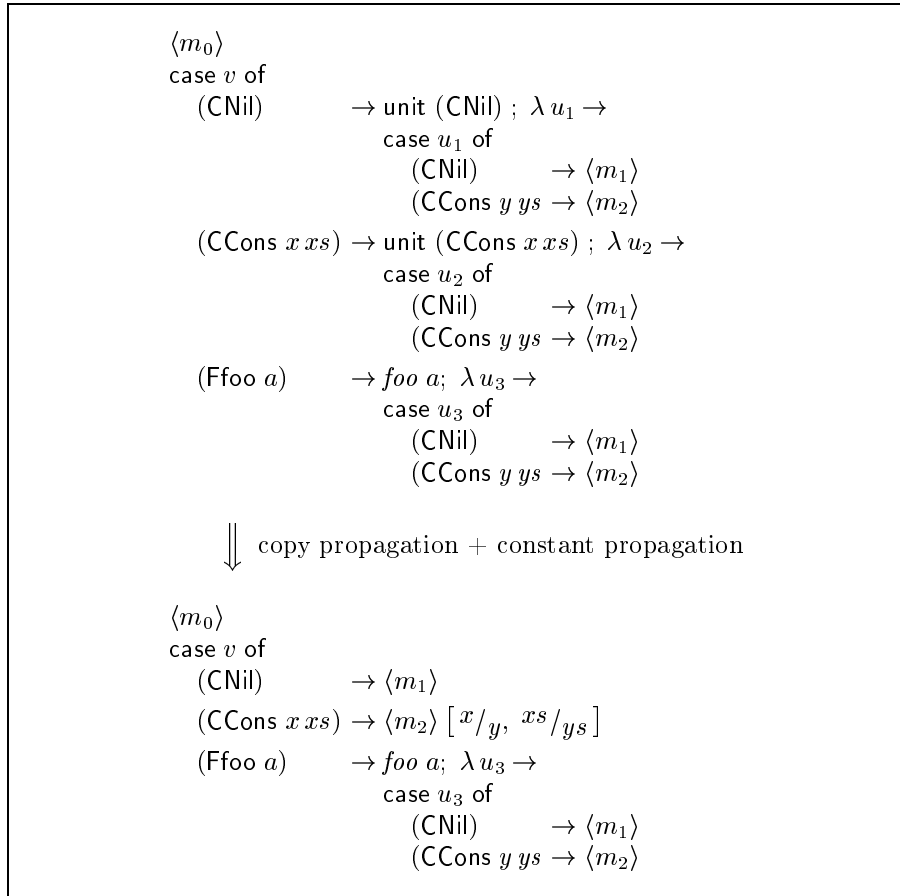 ⟨m₀⟩
case v of
(CNil) → unit (CNil) ; λ u₁ →
case u₁ of
(CNil) → ⟨m₁⟩
(CCons y ys → ⟨m₂⟩
(CCons x xs) → unit (CCons x xs) ; λ u₂ →
case u₂ of
(CNil) → ⟨m₁⟩
(CCons y ys → ⟨m₂⟩
(Ffoo a) → foo a; λ u₃ →
case u₃ of
(CNil) → ⟨m₁⟩
(CCons y ys → ⟨m₂⟩
⇓ copy propagation + constant propagation
⟨m₀⟩
case v of
(CNil) → ⟨m₁⟩
(CCons x xs) → ⟨m₂⟩ [ x/y, xs/ys ]
(Ffoo a) → foo a; λ u₃ →
case u₃ of
(CNil) → ⟨m₁⟩
(CCons y ys → ⟨m₂⟩